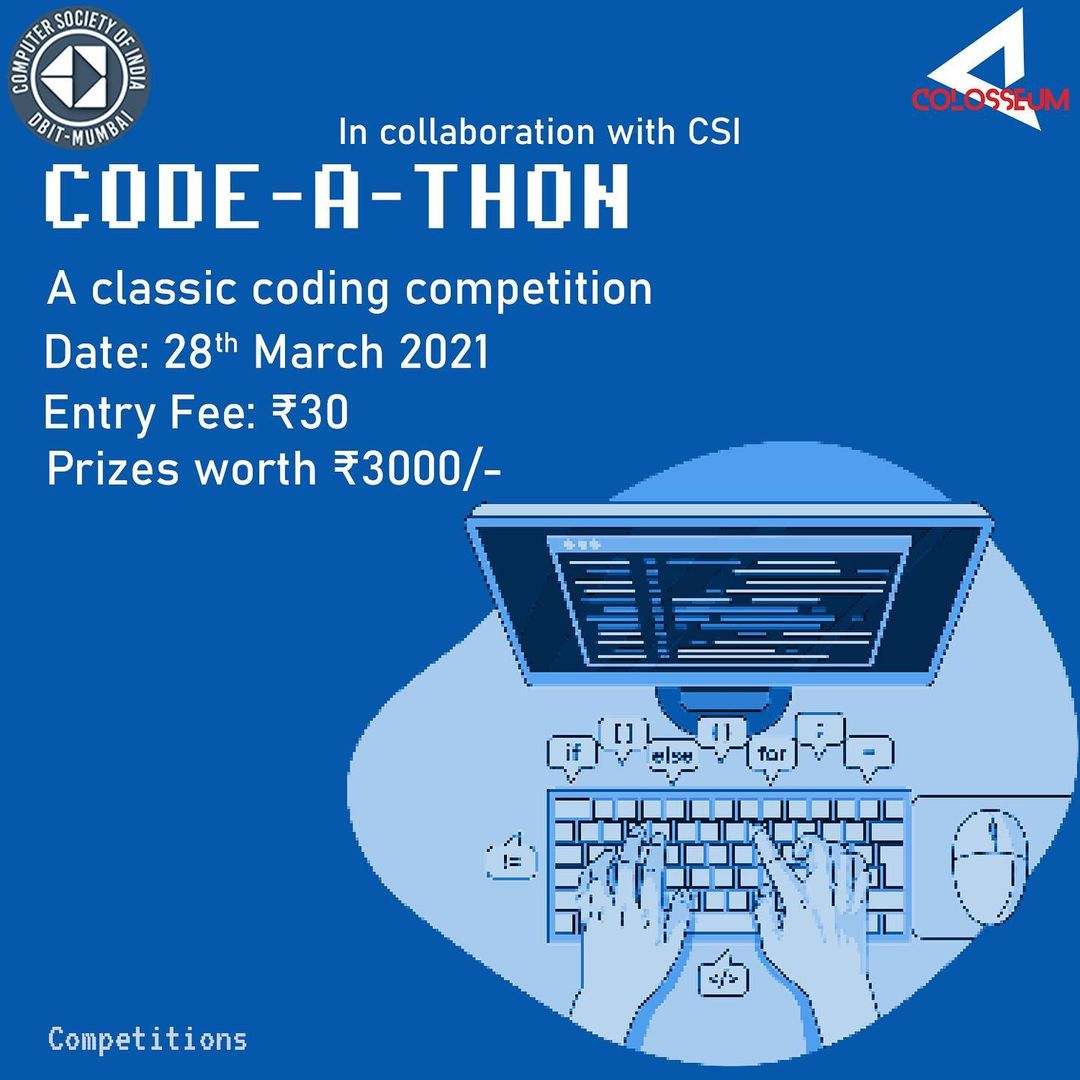 COMPUTER SOCIETY OF INDIA
DBIT-MUMBAI
COLOSSEUM
In collaboration with CSI
CODE-A-THON
A classic coding competition
Date: 28th March 2021
Entry Fee: ₹30
Prizes worth ₹3000/-
if [] else () for ; =
!=
</>
Competitions